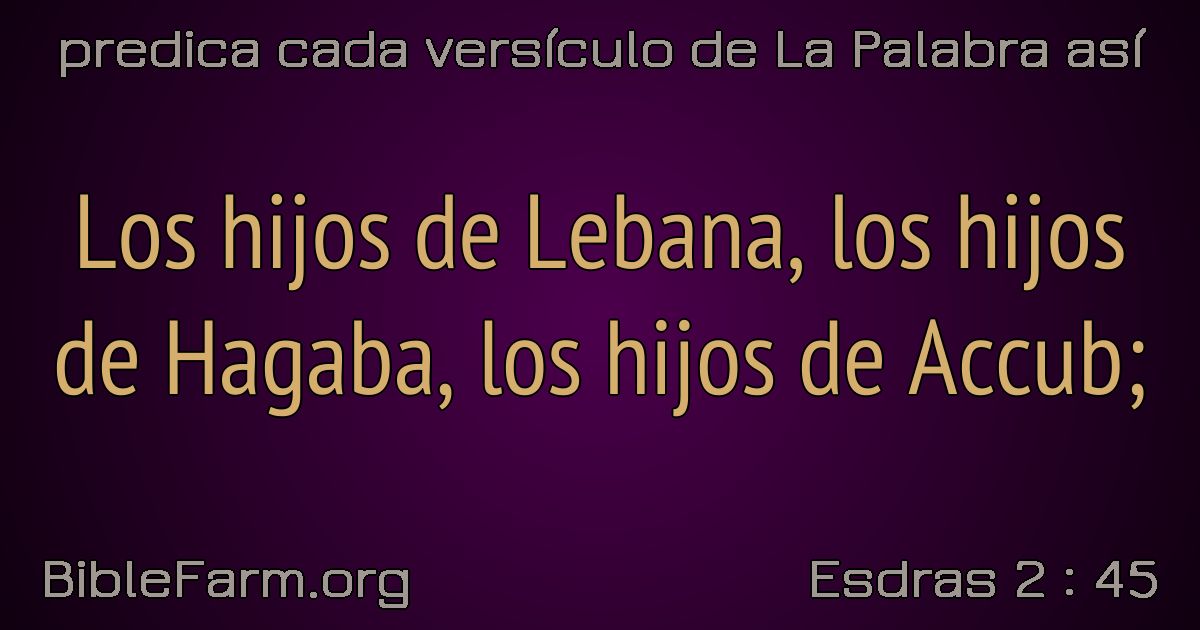 predica cada versículo de La Palabra así
Los hijos de Lebana, los hijos
de Hagaba, los hijos de Accub;
BibleFarm.org
Esdras 2 : 45